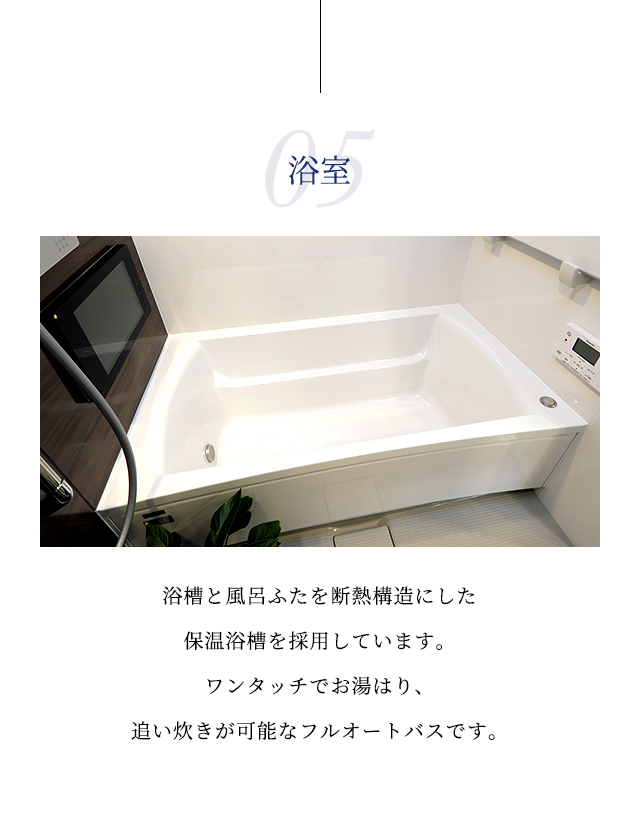 05
浴室
浴槽と風呂ふたを断熱構造にした
保温浴槽を採用しています。
ワンタッチでお湯はり、
追い炊きが可能なフルオートバスです。